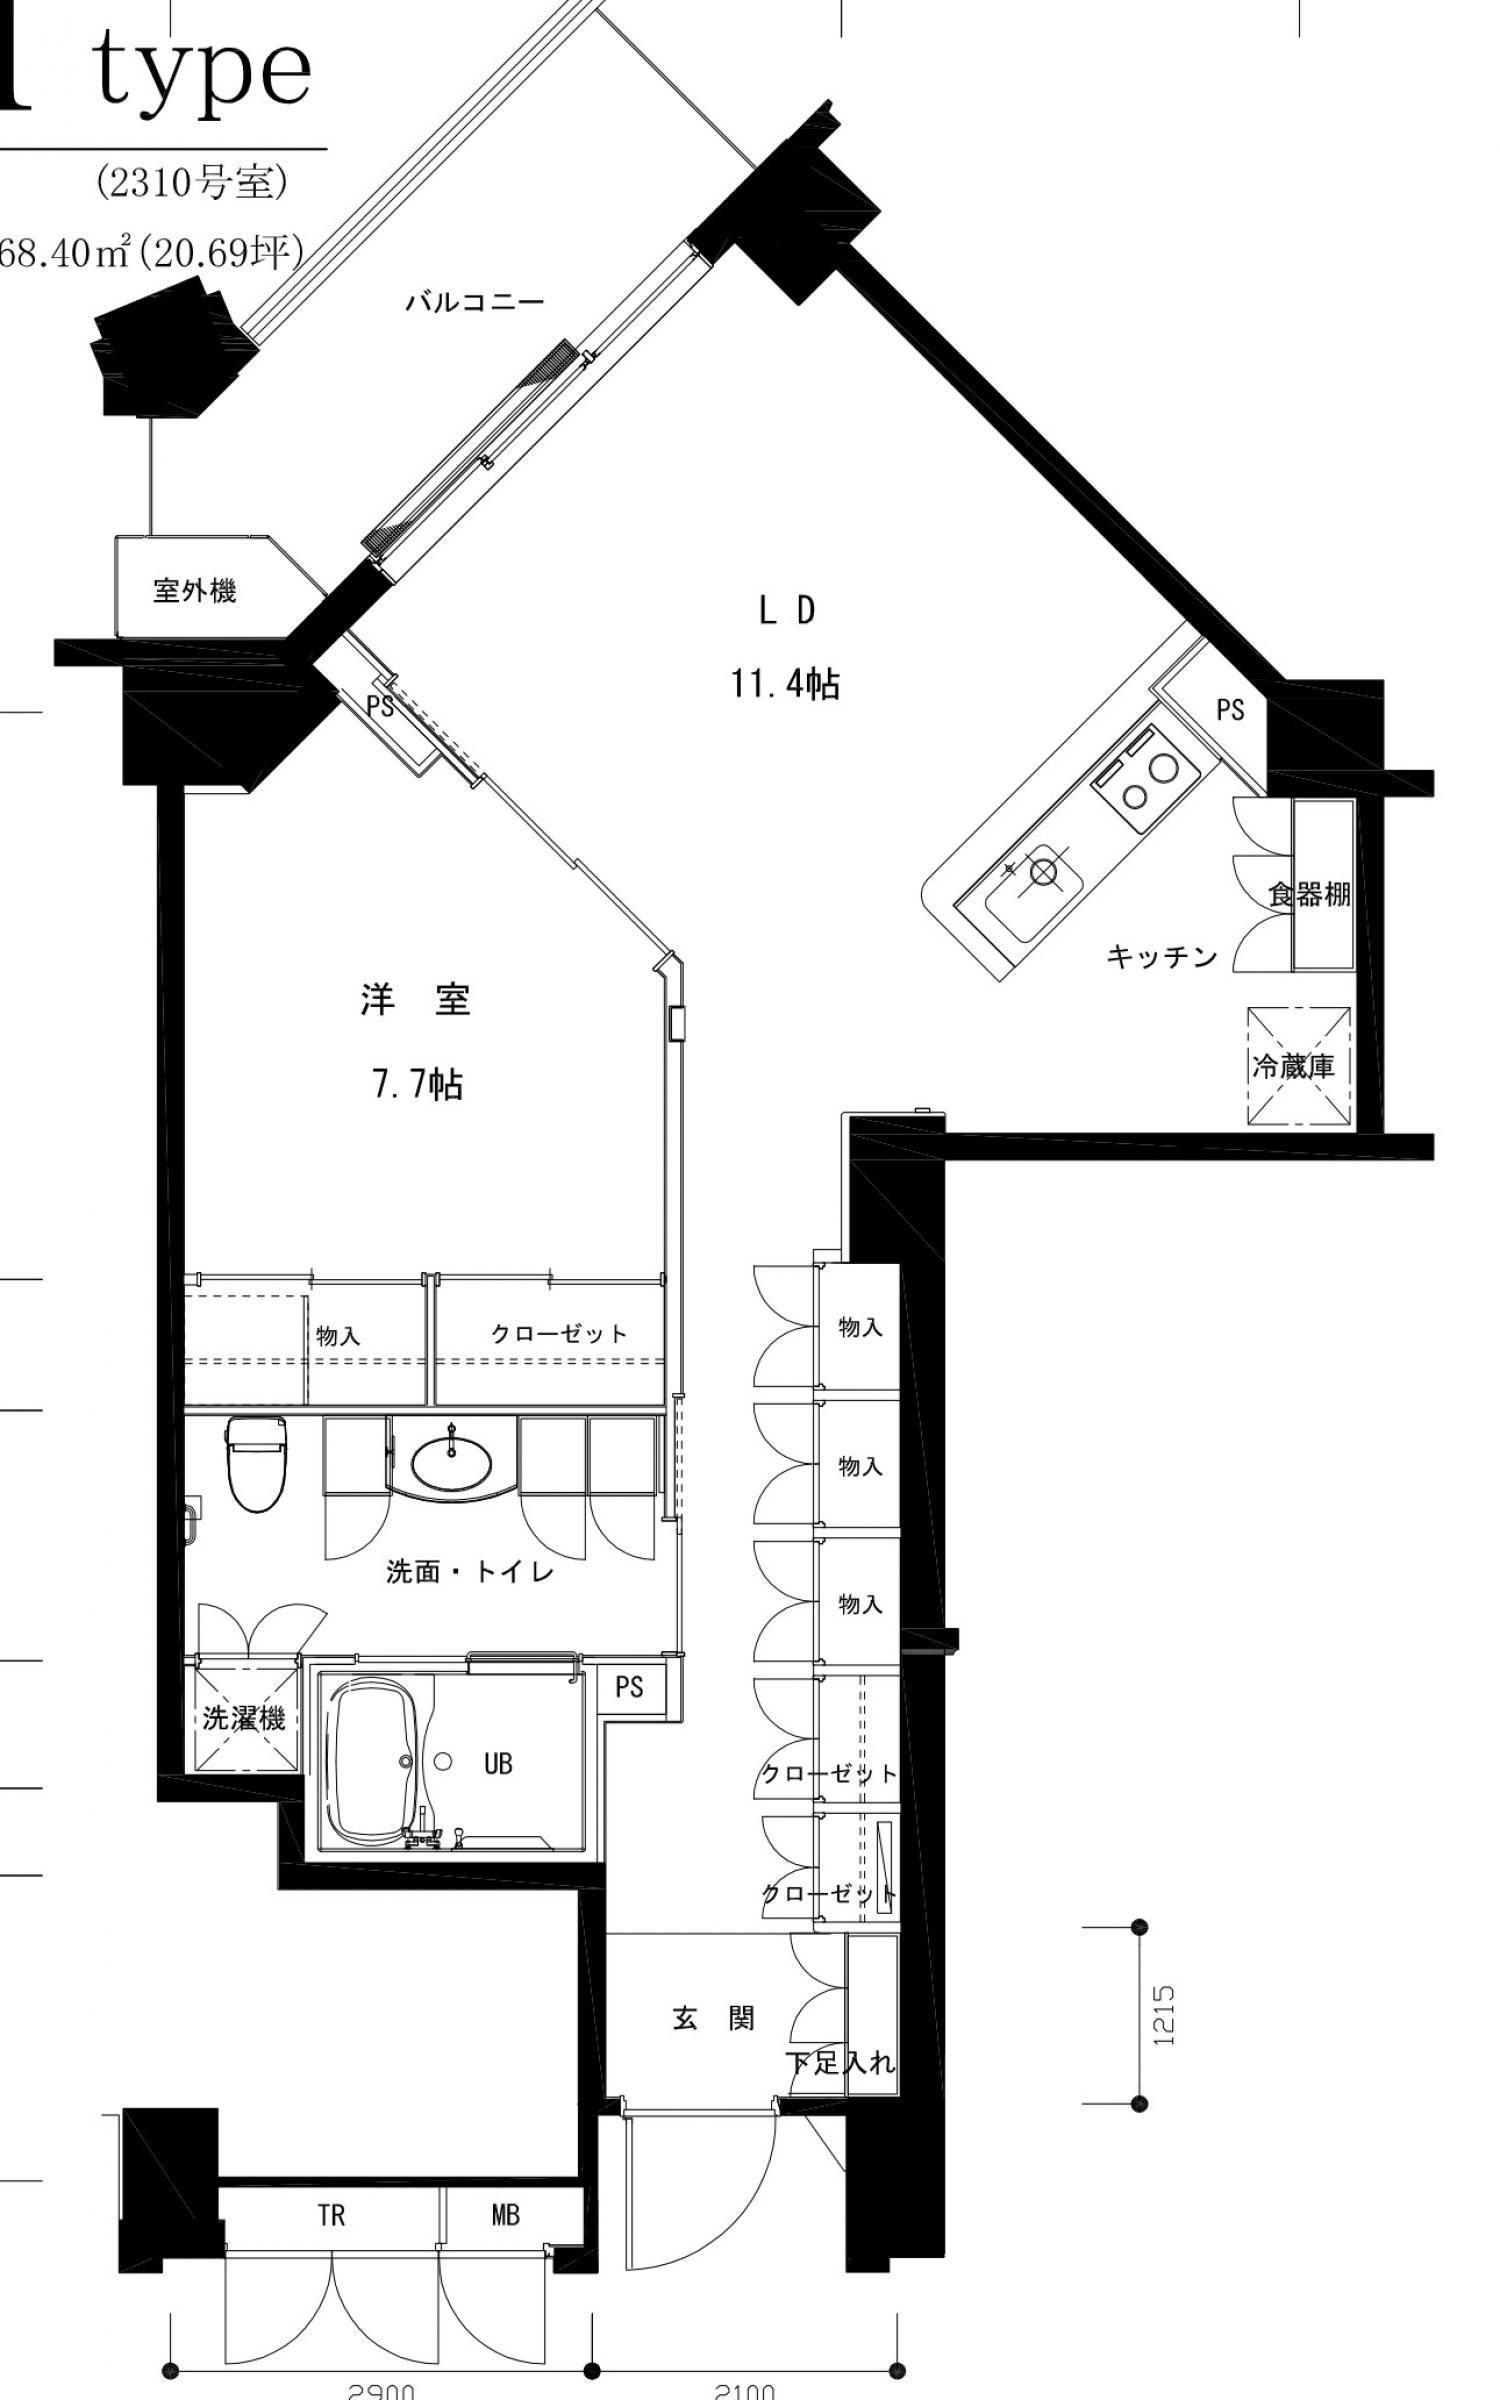 type
(2310号室)
68.40㎡(20.69坪)
バルコニー
室外機
PS
LD
11.4帖
PS
食器棚
キッチン
冷蔵庫
洋 室
7.7帖
物入
クローゼット
物入
物入
洗面・トイレ
物入
洗濯機
UB
PS
クローゼット
クローゼット
玄 関
下足入れ
1215
TR
MB
2900
2100